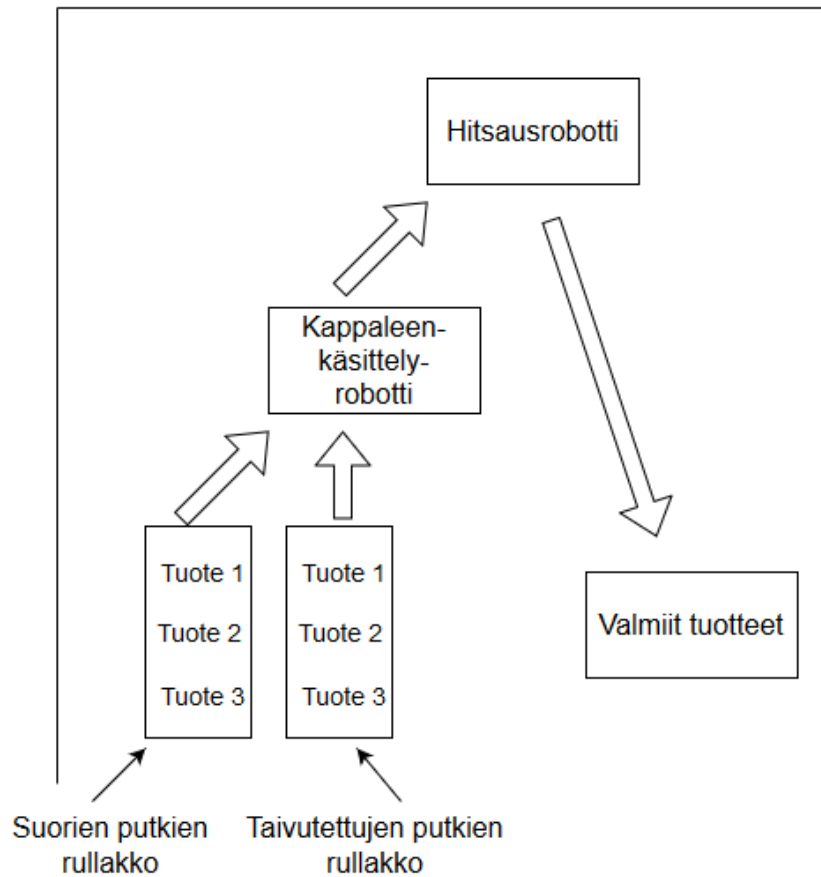 Hitsausrobotti
Kappaleen-
käsittely-
robotti
Tuote 1
Tuote 2
Tuote 3
Tuote 1
Tuote 2
Tuote 3
Valmiit tuotteet
Suorien putkien
rullakko
Taivutettujen putkien
rullakko